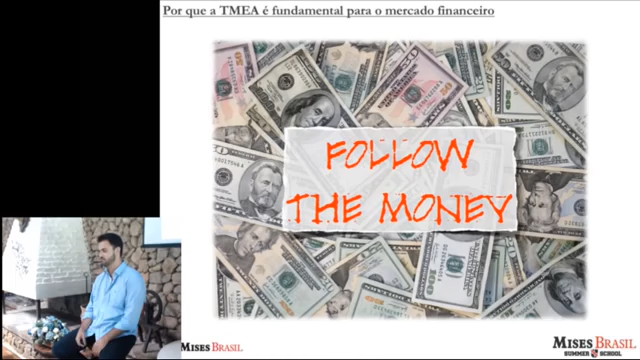 Por que a TMEA é fundamental para o mercado financeiro
FOLLOW
THE MONEY
MISES BRASIL
MISES BRASIL
SUMMER SCHOOL